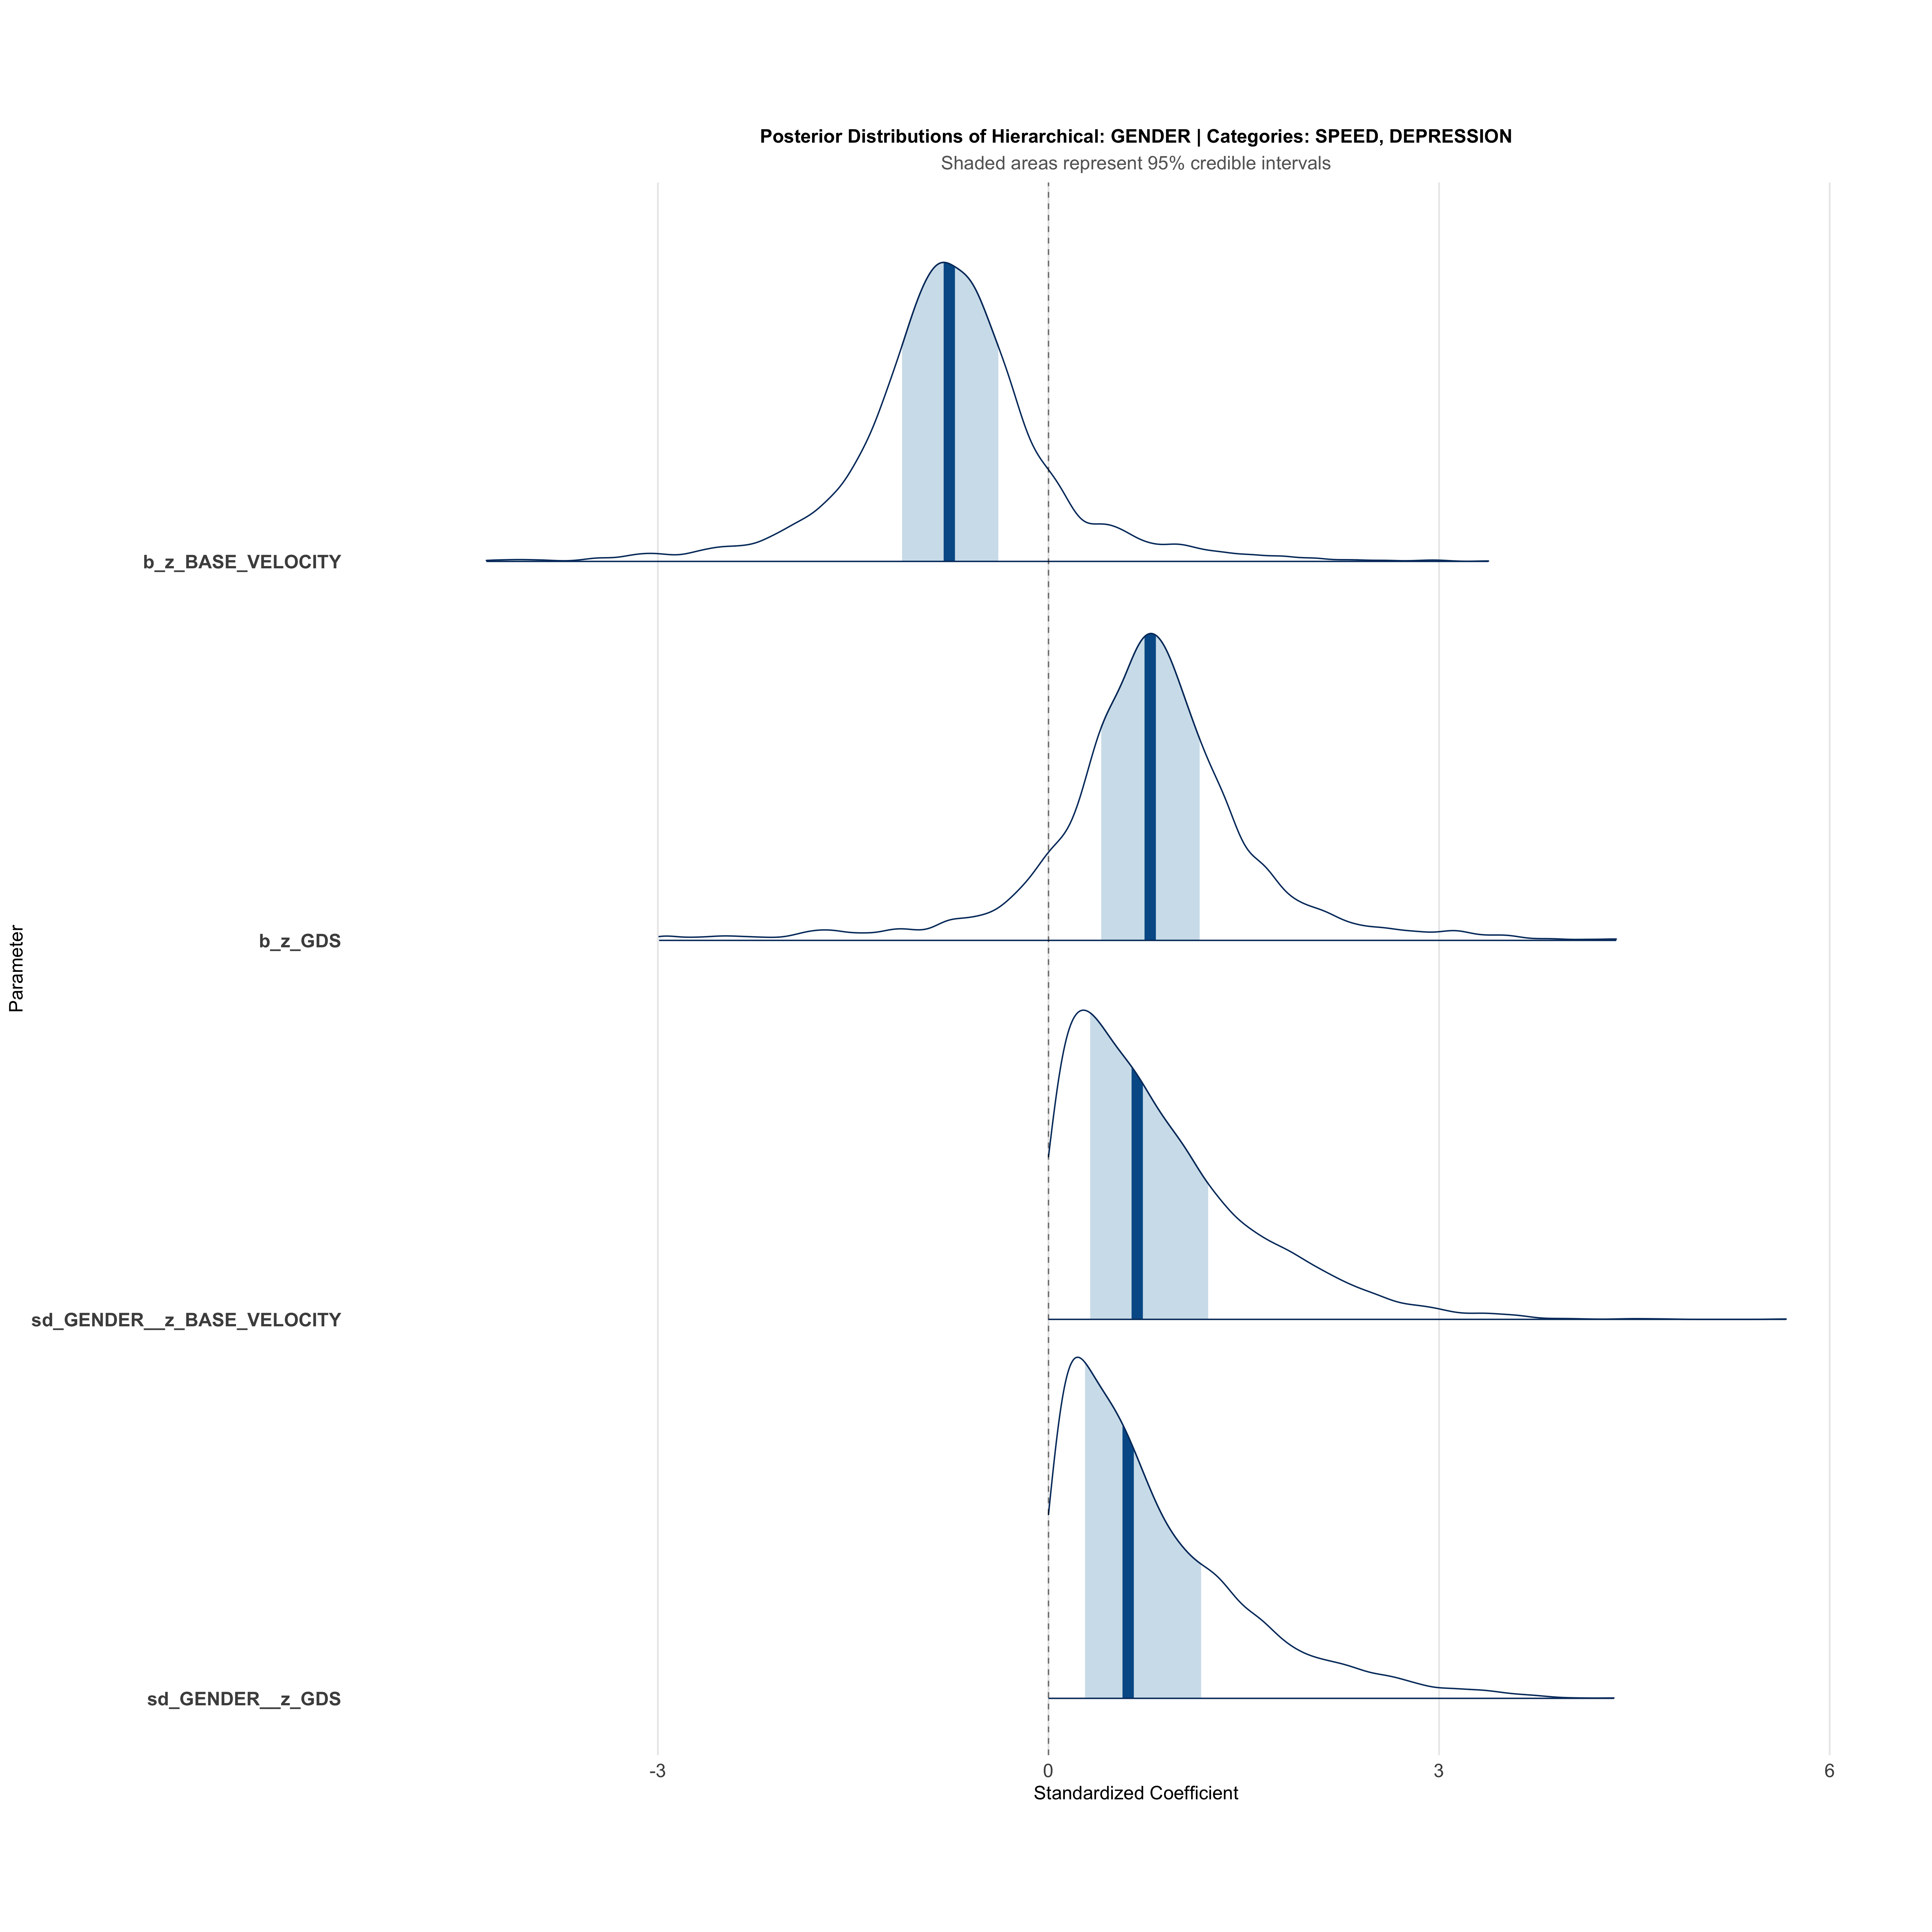 Posterior Distributions of Hierarchical: GENDER | Categories: SPEED, DEPRESSION
Shaded areas represent 95% credible intervals
Parameter
b_z_BASE_VELOCITY
b_z_GDS
sd_GENDER__z_BASE_VELOCITY
sd_GENDER__z_GDS
-3 0 3 6
Standardized Coefficient